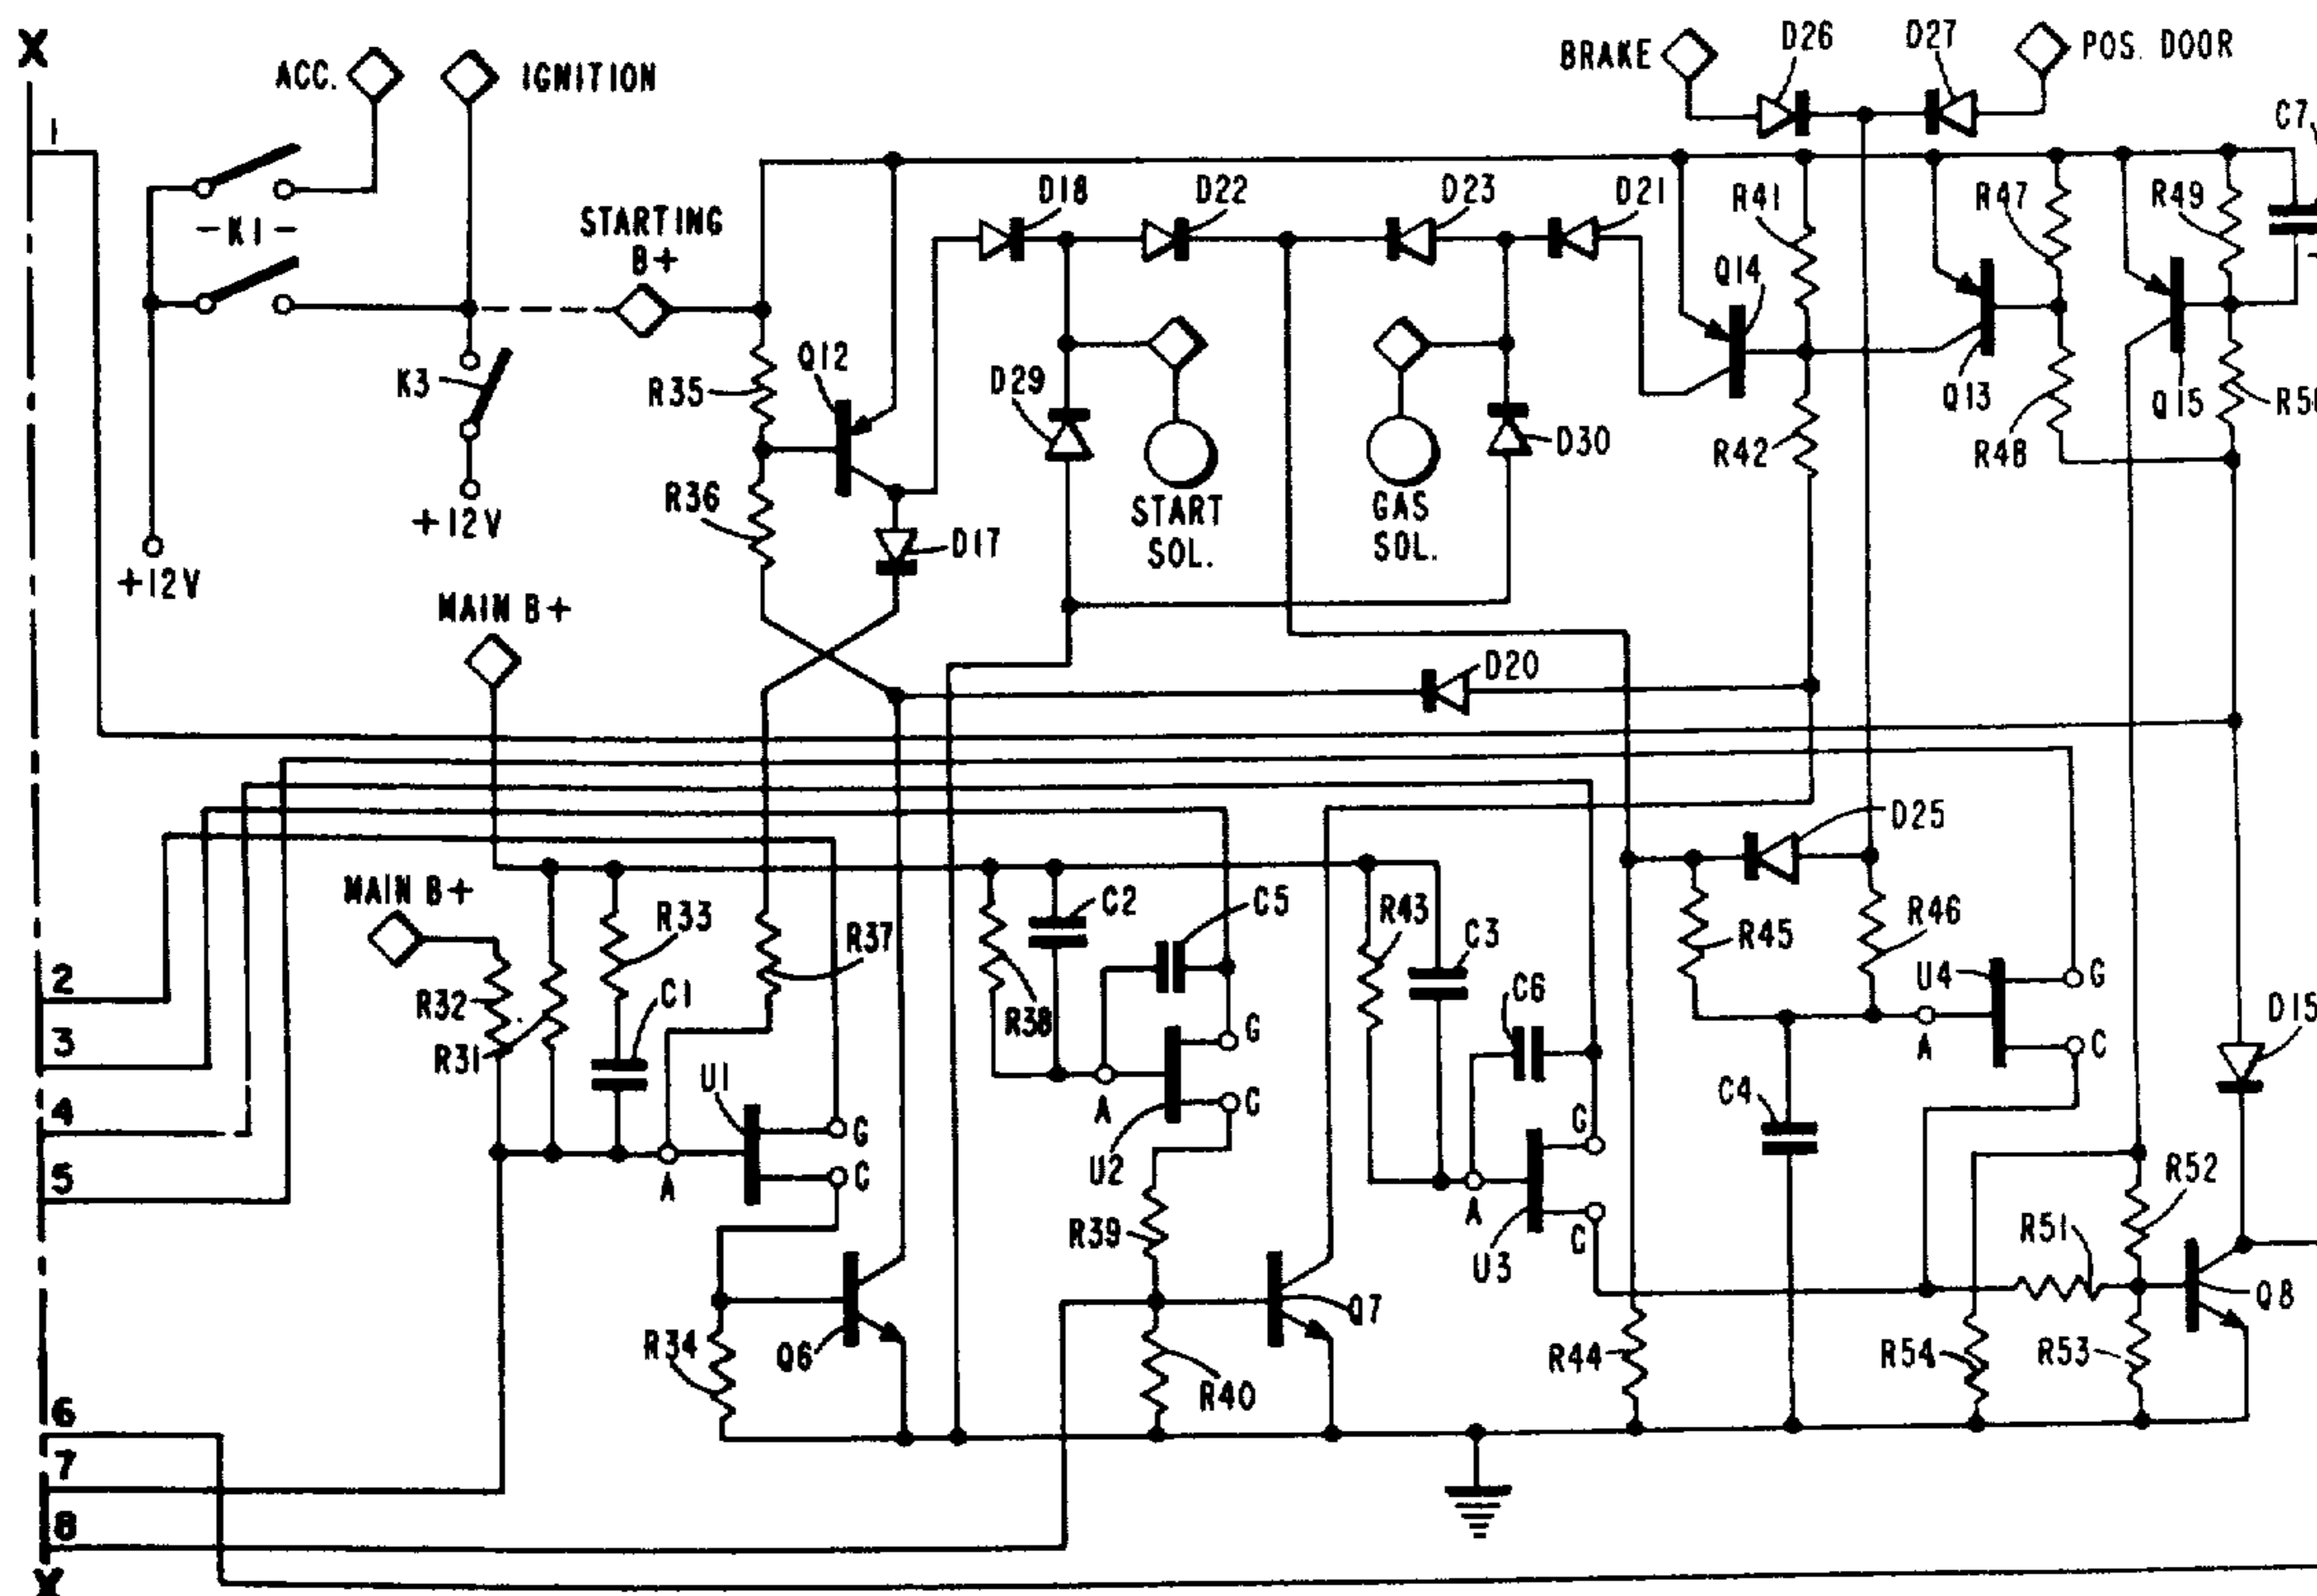 X
ACC.
IGNITION
BRAKE
D26
D27
POS. DOOR
C7
1
-K1-
STARTING
B+
D18
D22
D23
D21
R41
R47
R49
Q14
K3
R35
Q12
D29
D30
Q13
Q15
R42
R48
R36
START
SOL.
GAS
SOL.
+12V
+12V
D17
MAIN B+
D20
D25
MAIN B+
R33
R37
C2
C5
R43
C3
R45
R46
U4
G
2
R32
C1
R38
C6
D15
3
R31
G
A
C
U1
C4
4
A
C
G
G
5
A
C
U2
A
C
R52
R39
U3
R51
Q7
Q8
R34
Q6
R40
R44
R54
R53
6
7
8